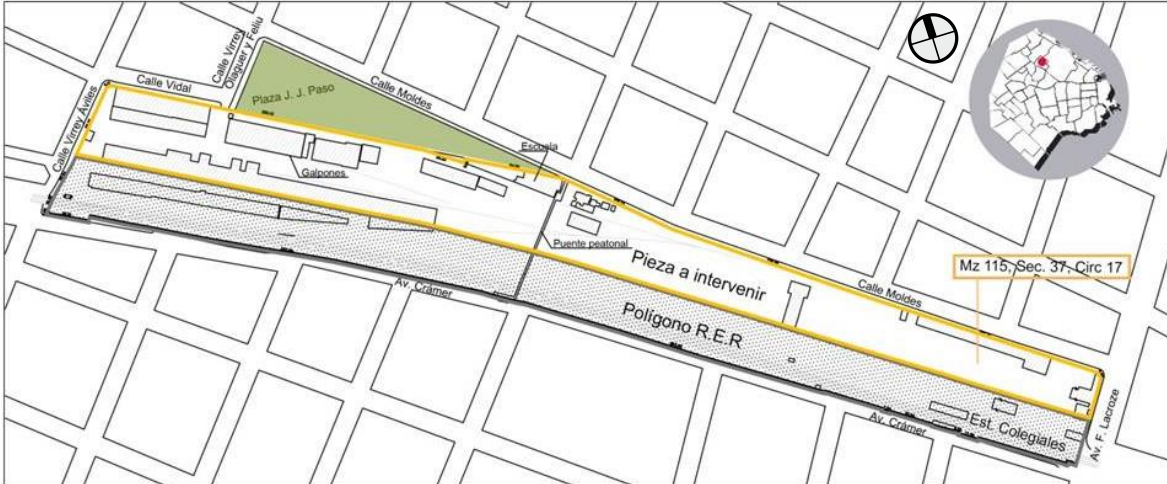 Calle Virrey
Olaguer y Feliu
Calle Vidal
Calle Moldes
Plaza J. J. Paso
Calle Virrey Áviles
Escuela
Galpones
Puente peatonal
Pieza a intervenir
Mz 115, Sec. 37, Circ 17
Calle Moldes
Av. Crámer
Polígono R.E.R
Av. F. Lacroze
Est. Colegiales
Av. Crámer